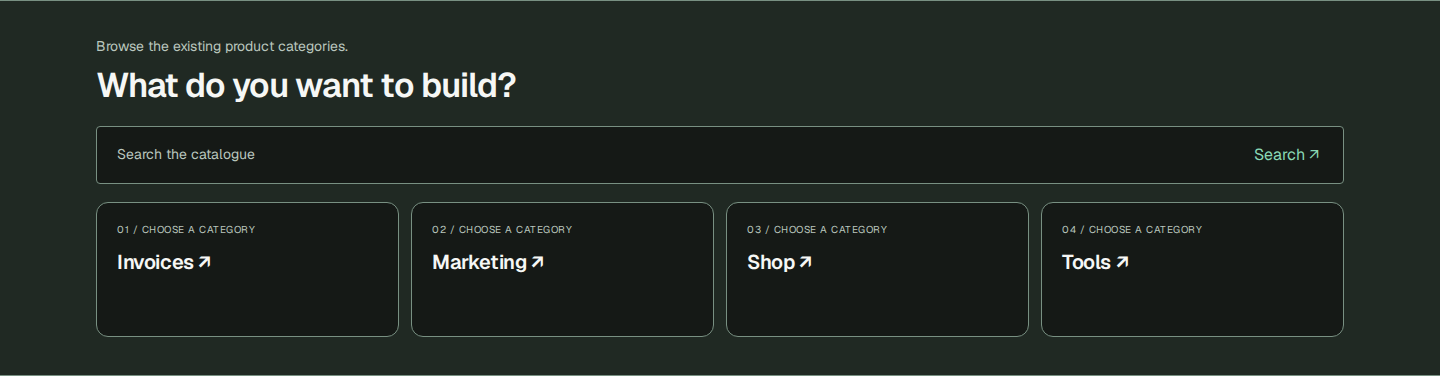 Browse the existing product categories.
What do you want to build?
Search the catalogue
Search ↗
01 / CHOOSE A CATEGORY
Invoices ↗
02 / CHOOSE A CATEGORY
Marketing ↗
03 / CHOOSE A CATEGORY
Shop ↗
04 / CHOOSE A CATEGORY
Tools ↗